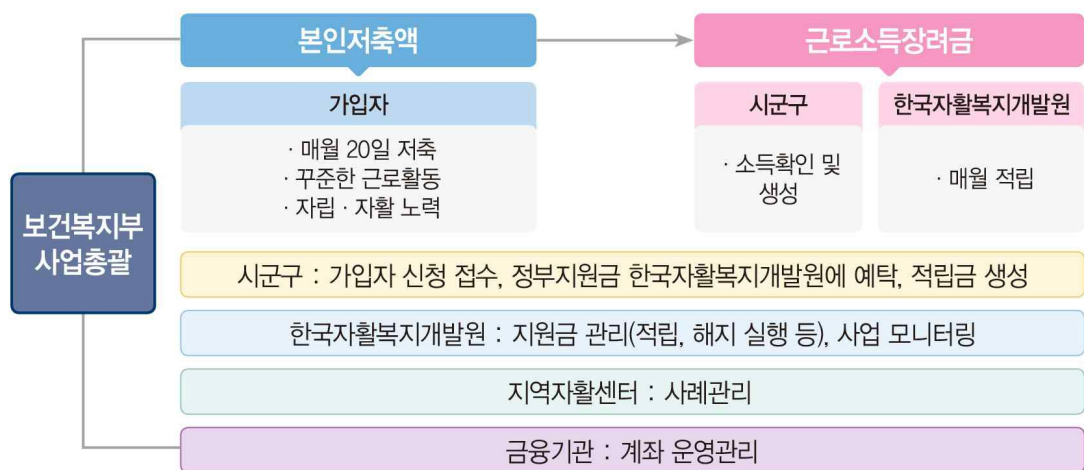 본인저축액
근로소득장려금
가입자
· 매월 20일 저축
· 꾸준한 근로활동
· 자립 · 자활 노력
시군구
· 소득확인 및
생성
한국자활복지개발원
· 매월 적립
보건복지부
사업총괄
시군구 : 가입자 신청 접수, 정부지원금 한국자활복지개발원에 예탁, 적립금 생성
한국자활복지개발원 : 지원금 관리(적립, 해지 실행 등), 사업 모니터링
지역자활센터 : 사례관리
금융기관 : 계좌 운영관리